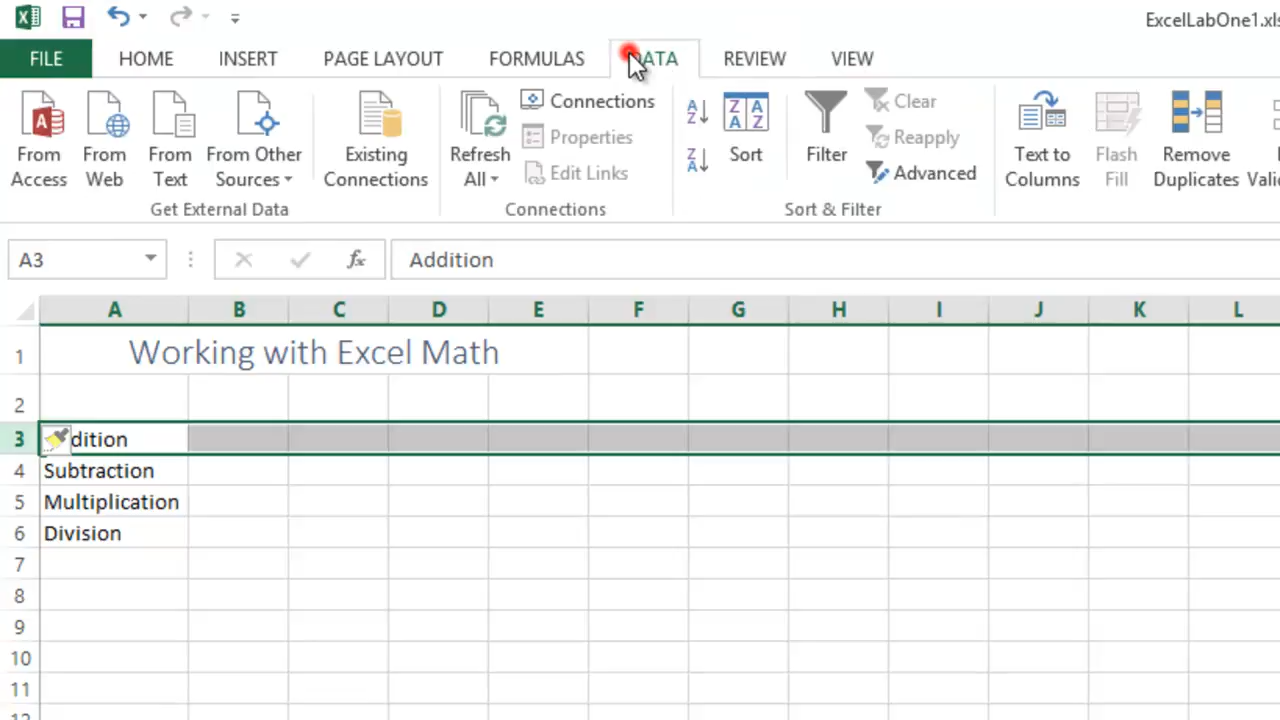 ExcelLabOne1.xls
FILE HOME INSERT PAGE LAYOUT FORMULAS DATA REVIEW VIEW
From Access
From Web
From Text
From Other Sources
Existing Connections
Get External Data
Refresh All
Connections
Properties
Edit Links
Connections
Sort
Filter
Clear
Reapply
Advanced
Sort & Filter
Text to Columns
Flash Fill
Remove Duplicates
A3 fx Addition
A B C D E F G H I J K L
1 Working with Excel Math
2
3 dition
4 Subtraction
5 Multiplication
6 Division
7
8
9
10
11
12